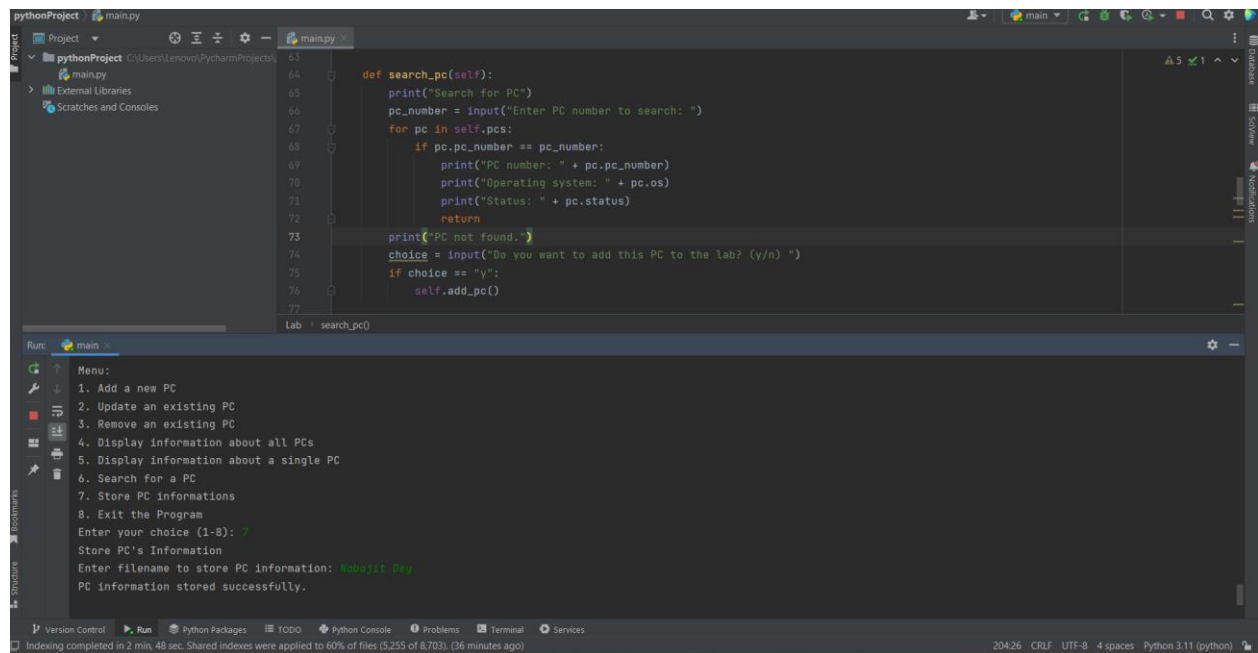 pythonProject main.py
main
Project
main.py
pythonProject C:\Users\Lenovo\PycharmProjects\
main.py
External Libraries
Scratches and Consoles
63
64 def search_pc(self):
65 print("Search for PC")
66 pc_number = input("Enter PC number to search: ")
67 for pc in self.pcs:
68 if pc.pc_number == pc_number:
69 print("PC number: " + pc.pc_number)
70 print("Operating system: " + pc.os)
71 print("Status: " + pc.status)
72 return
73 print("PC not found.")
74 choice = input("Do you want to add this PC to the lab? (y/n) ")
75 if choice == "y":
76 self.add_pc()
77
5 1
Lab search_pc()
Project
Database
SciView
Notifications
Run: main
Menu:
1. Add a new PC
2. Update an existing PC
3. Remove an existing PC
4. Display information about all PCs
5. Display information about a single PC
6. Search for a PC
7. Store PC informations
8. Exit the Program
Enter your choice (1-8): 7
Store PC's Information
Enter filename to store PC information: Nabajit Dey
PC information stored successfully.
Bookmarks
Structure
Version Control Run Python Packages TODO Python Console Problems Terminal Services
Indexing completed in 2 min, 48 sec. Shared indexes were applied to 60% of files (5,255 of 8,703). (36 minutes ago) 204:26 CRLF UTF-8 4 spaces Python 3.11 (python)